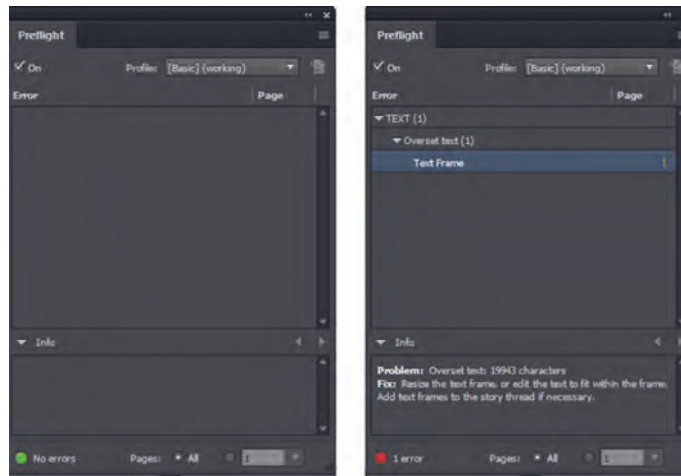 Preflight
On Profile: [Basic] (working)
Error Page
Info
No errors Pages: All 1
Preflight
On Profile: [Basic] (working)
Error Page
TEXT (1)
Overset text (1)
Text Frame 1
Info
Problem: Overset text: 19943 characters
Fix: Resize the text frame, or edit the text to fit within the frame.
Add text frames to the story thread if necessary.
1 error Pages: All 1